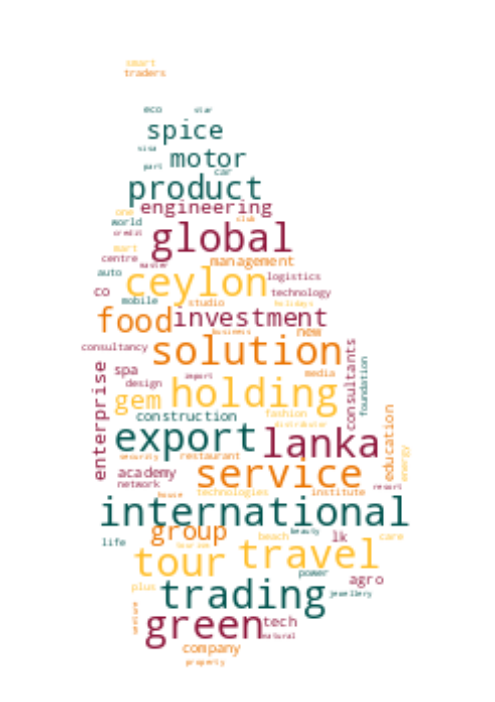 smart
traders
eco star
spice
visa
motor
part car
product
one engineering
world club
credit
global
mart
centre management
master
auto ceylon logistics
co technology
mobile studio holidays
food investment
business new
consultancy solution
consultants
spa media
foundation
import
design
enterprise
gem holding
construction fashion
distributor
education
export lanka
security restaurant
energy
academy service
network resort
house technologies institute
international
group beach beauty lk care
life
tour travel
power
agro
plus trading jewellery
venture
green tech
natural
company
property